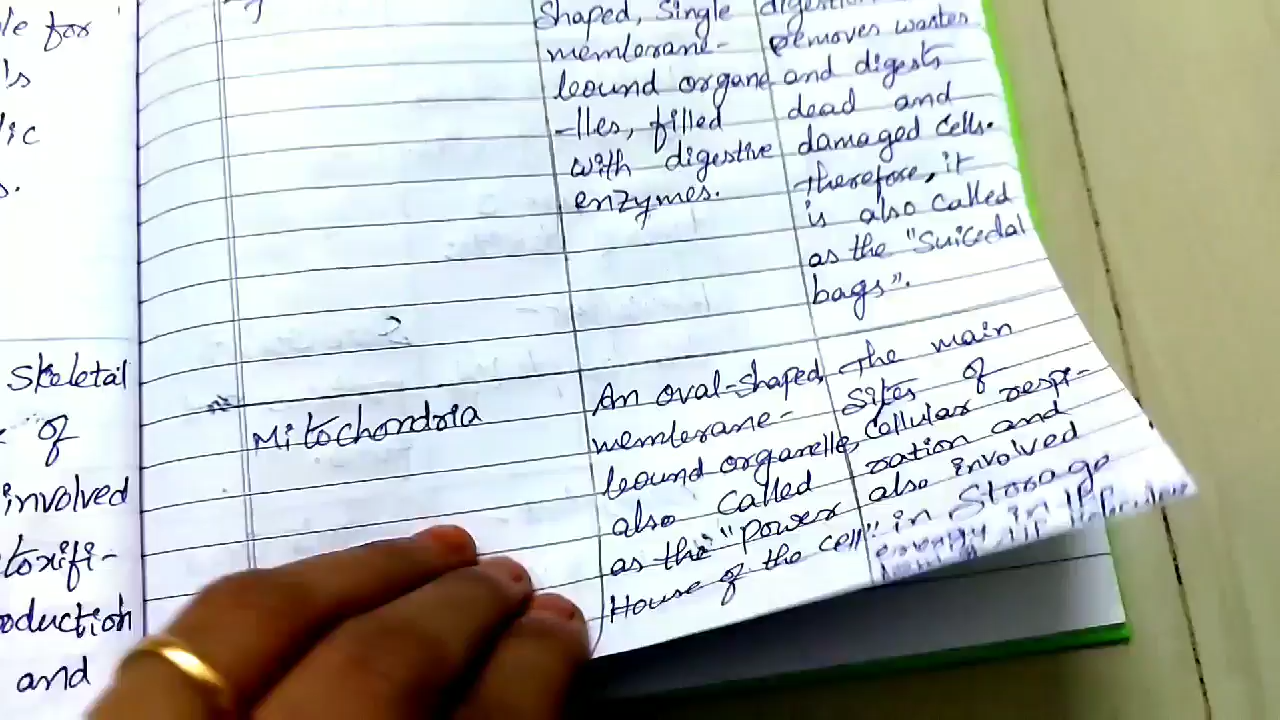 le for
's
lic
s.
Skeletal
of
involved
toxifi-
oduction
and
Shaped, Single
membrane-
bound organe
-lles, filled
with digestive
enzymes.
removes wastes
and digests
dead and
damaged cells.
therefore, it
is also called
as the "Suicidal
bags".
Mitochondria
An oval-shaped,
membrane-
bound organelle,
also called
as the "Power
House of the cell".
The main
sites of
cellular respi-
ration and
also involved
in Storage
energy in